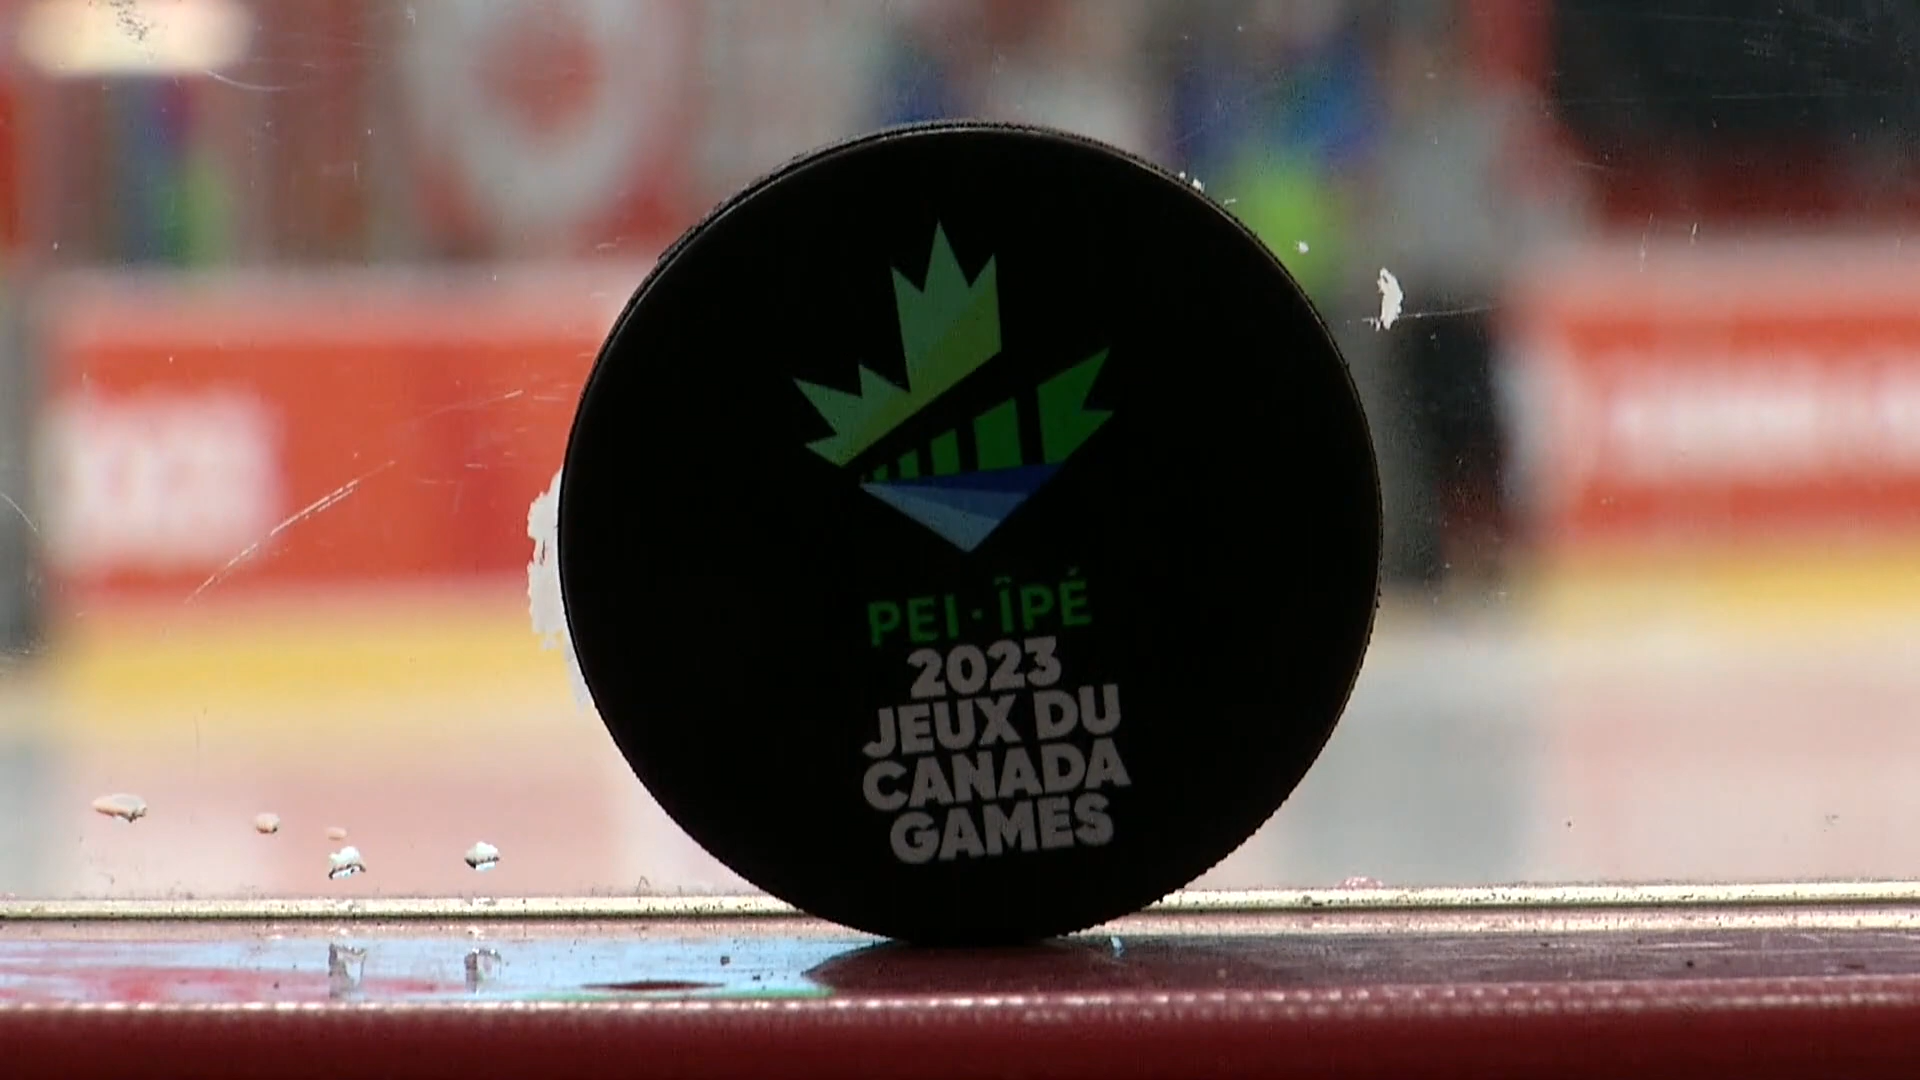 PEI · ÎPÉ
2023
JEUX DU
CANADA
GAMES